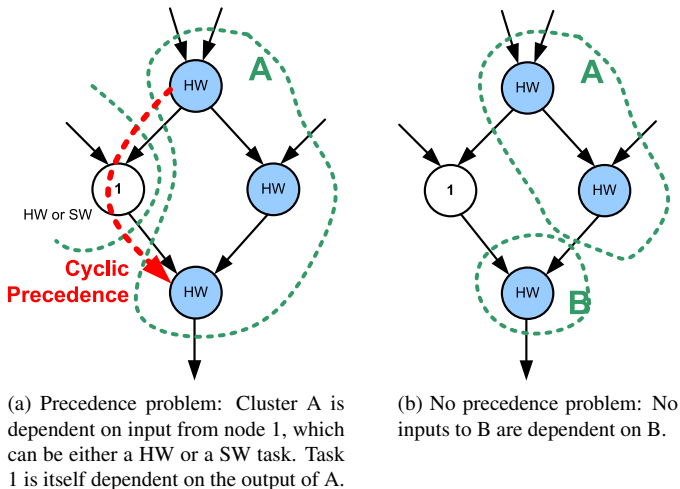 HW
A
1
HW
HW or SW
Cyclic
Precedence
HW
(a) Precedence problem: Cluster A is
dependent on input from node 1, which
can be either a HW or a SW task. Task
1 is itself dependent on the output of A.
HW
A
1
HW
HW
B
(b) No precedence problem: No
inputs to B are dependent on B.